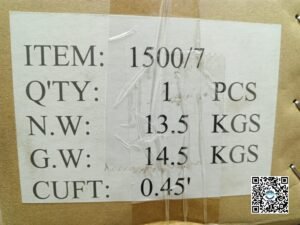 ITEM: 1500/7
Q'TY: 1 PCS
N.W: 13.5 KGS
G.W: 14.5 KGS
CUFT: 0.45'